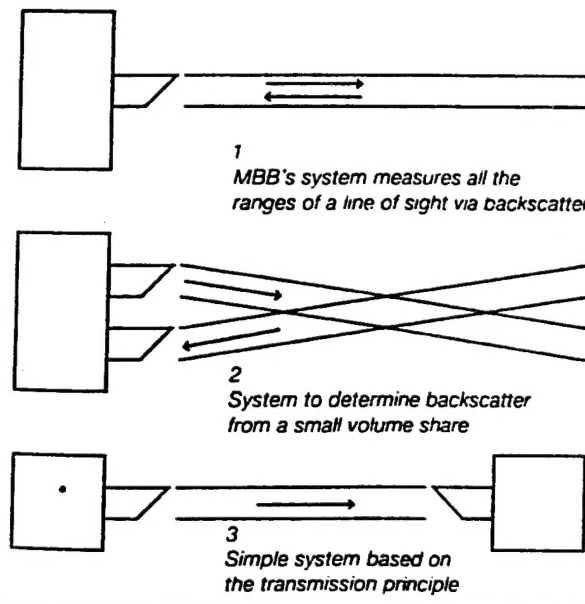 1
MBB's system measures all the
ranges of a line of sight via backscatter
2
System to determine backscatter
from a small volume share
3
Simple system based on
the transmission principle